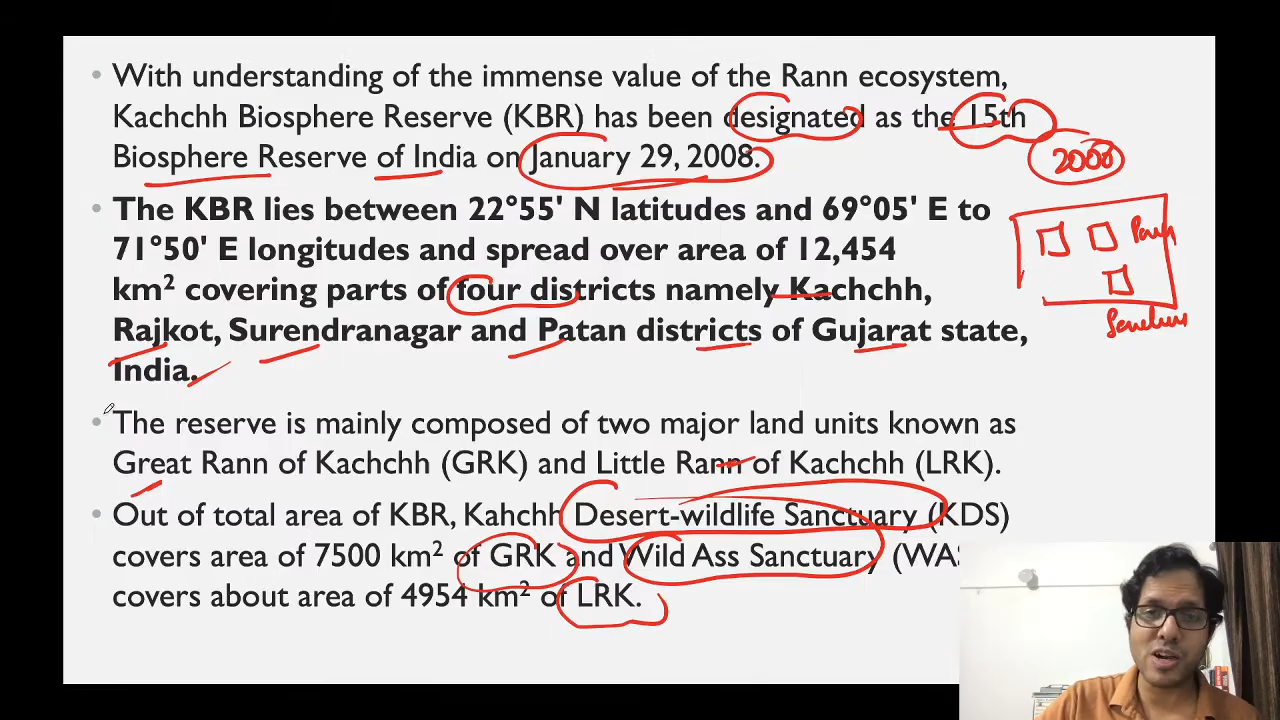 • With understanding of the immense value of the Rann ecosystem,
Kachchh Biosphere Reserve (KBR) has been designated as the 15th
Biosphere Reserve of India on January 29, 2008.
2008
• The KBR lies between 22°55' N latitudes and 69°05' E to
71°50' E longitudes and spread over area of 12,454
km² covering parts of four districts namely Kachchh,
Rajkot, Surendranagar and Patan districts of Gujarat state,
India.
• The reserve is mainly composed of two major land units known as
Great Rann of Kachchh (GRK) and Little Rann of Kachchh (LRK).
• Out of total area of KBR, Kahchh Desert-wildlife Sanctuary (KDS)
covers area of 7500 km² of GRK and Wild Ass Sanctuary (WAS
covers about area of 4954 km² of LRK.